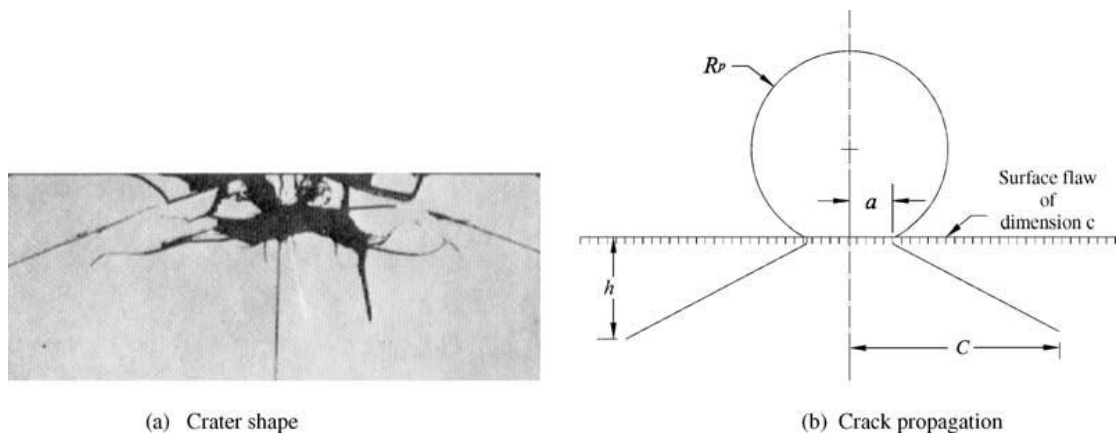 Rp
a
Surface flaw
of
dimension c
h
C
(a) Crater shape
(b) Crack propagation